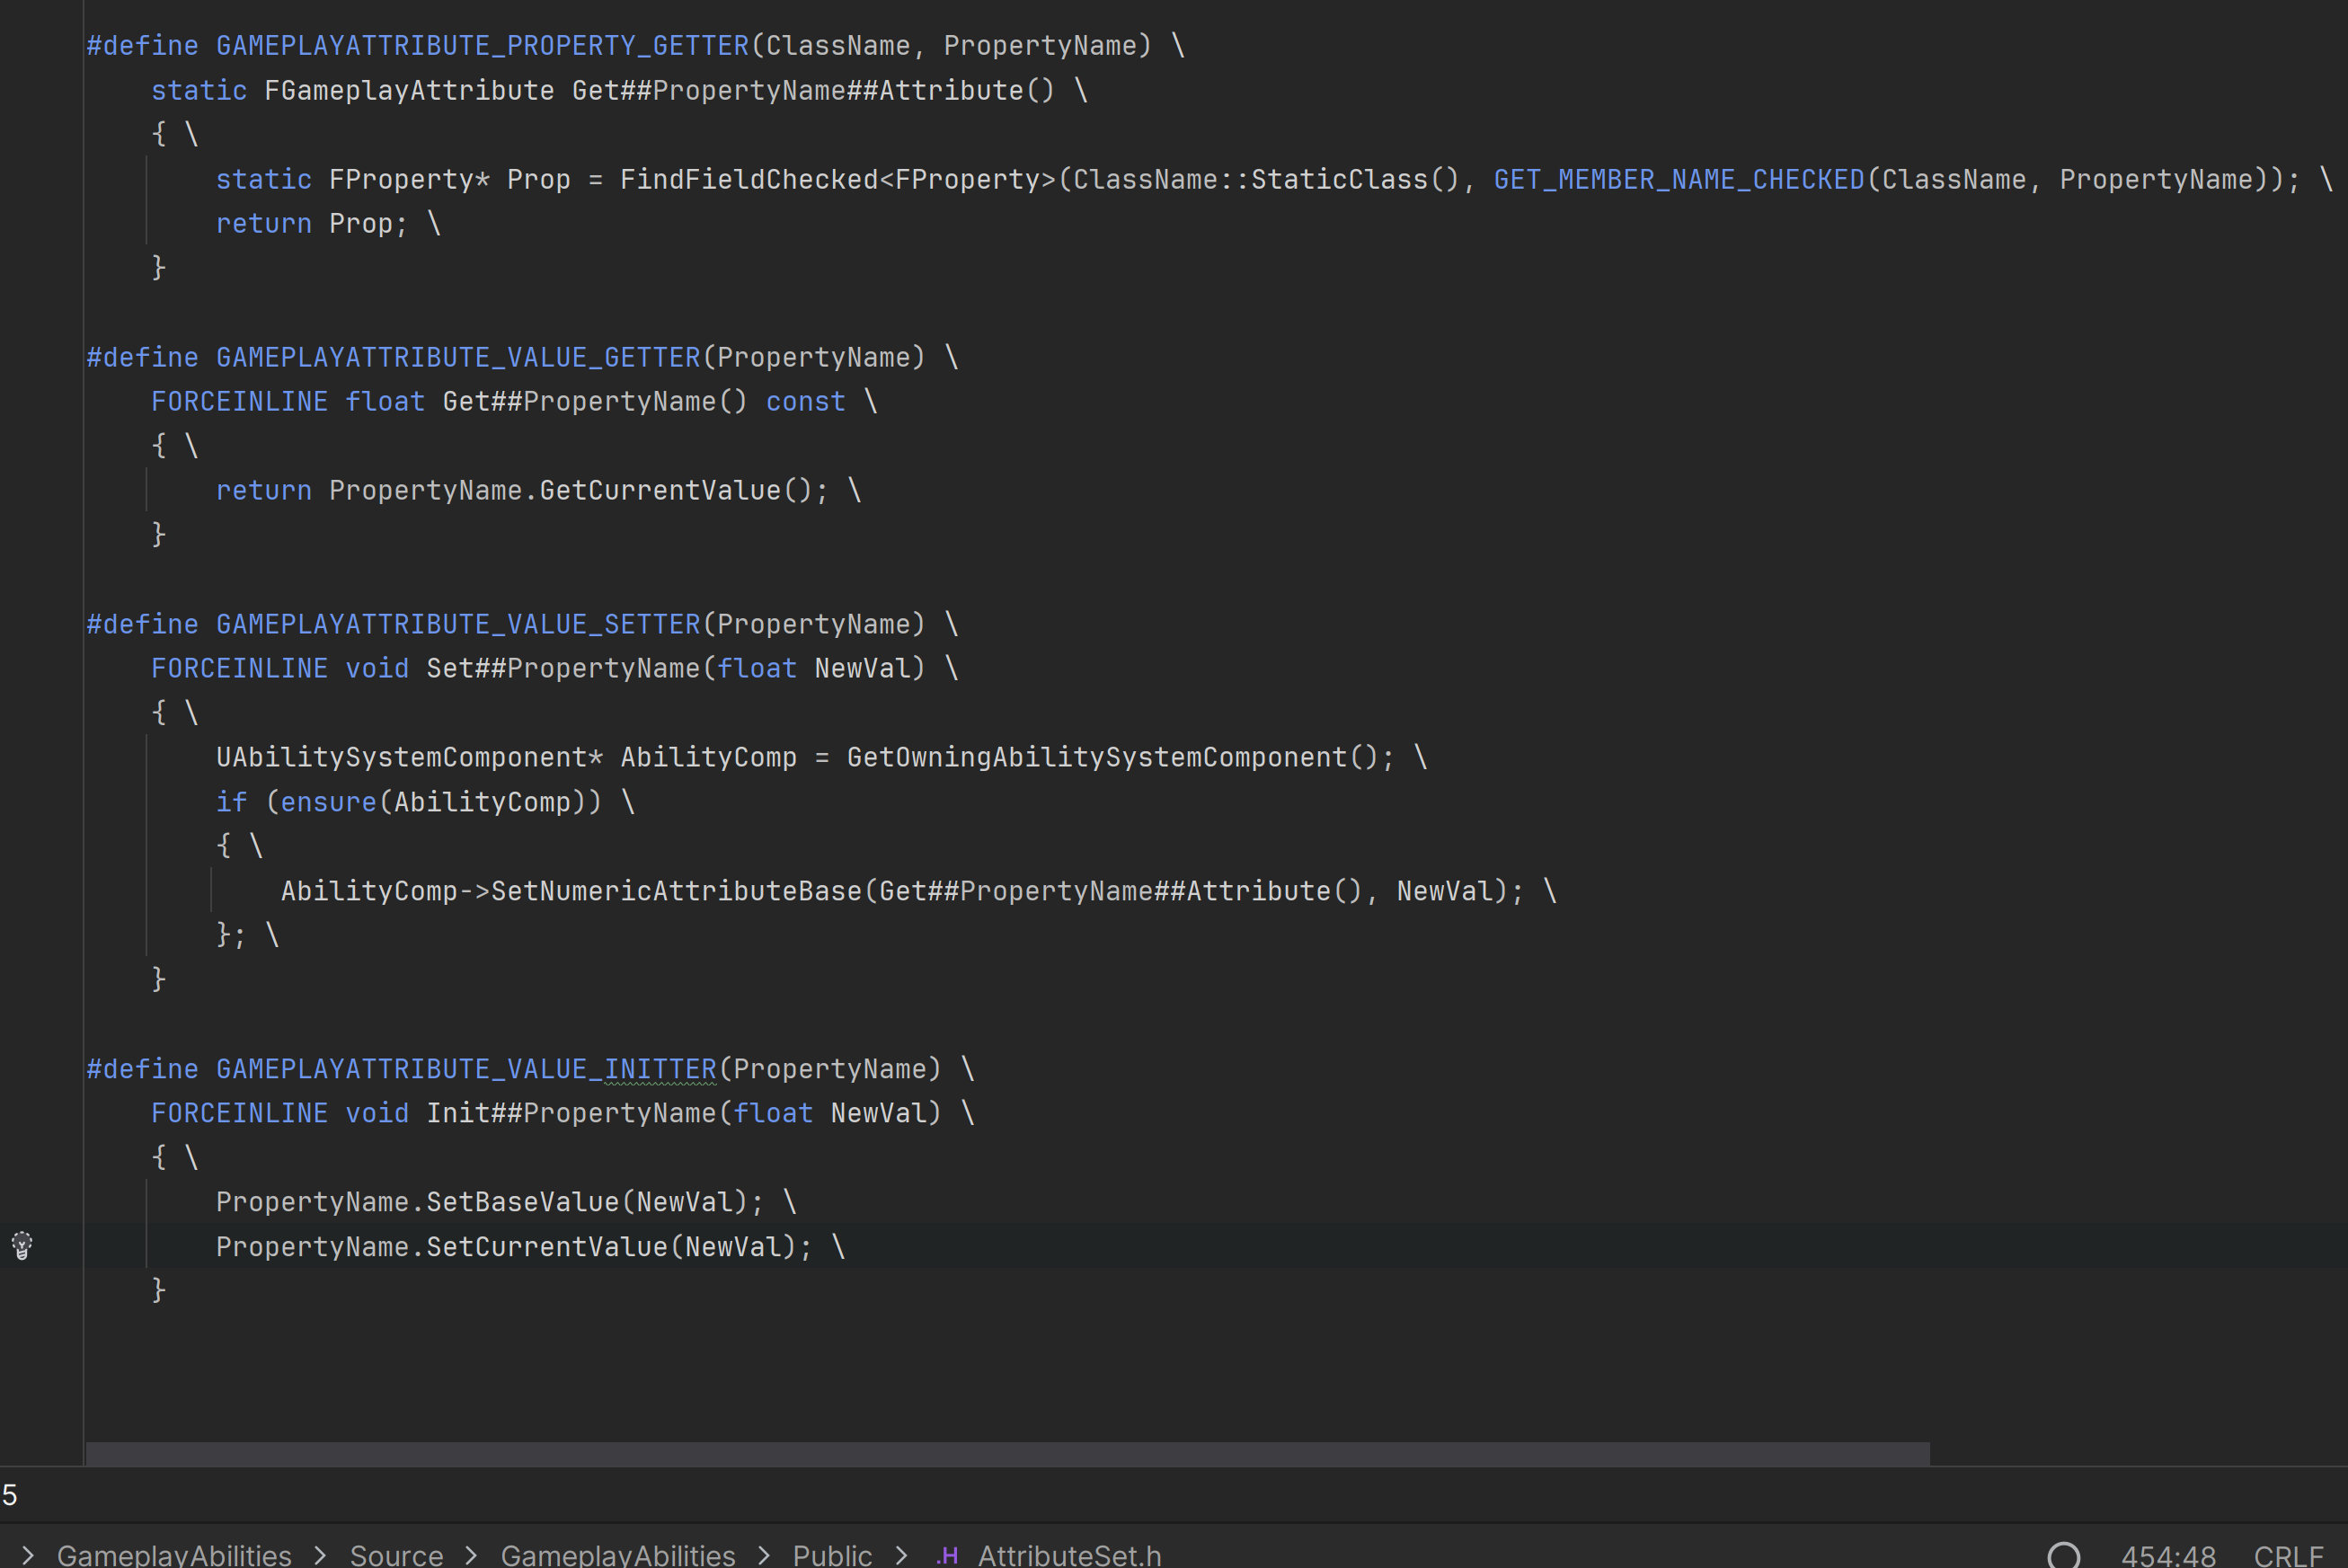 #define GAMEPLAYATTRIBUTE_PROPERTY_GETTER(ClassName, PropertyName) \
    static FGameplayAttribute Get##PropertyName##Attribute() \
    { \
        static FProperty* Prop = FindFieldChecked<FProperty>(ClassName::StaticClass(), GET_MEMBER_NAME_CHECKED(ClassName, PropertyName)); \
        return Prop; \
    }

#define GAMEPLAYATTRIBUTE_VALUE_GETTER(PropertyName) \
    FORCEINLINE float Get##PropertyName() const \
    { \
        return PropertyName.GetCurrentValue(); \
    }

#define GAMEPLAYATTRIBUTE_VALUE_SETTER(PropertyName) \
    FORCEINLINE void Set##PropertyName(float NewVal) \
    { \
        UAbilitySystemComponent* AbilityComp = GetOwningAbilitySystemComponent(); \
        if (ensure(AbilityComp)) \
        { \
            AbilityComp->SetNumericAttributeBase(Get##PropertyName##Attribute(), NewVal); \
        }; \
    }

#define GAMEPLAYATTRIBUTE_VALUE_INITTER(PropertyName) \
    FORCEINLINE void Init##PropertyName(float NewVal) \
    { \
        PropertyName.SetBaseValue(NewVal); \
        PropertyName.SetCurrentValue(NewVal); \
    }
5
> GameplayAbilities > Source > GameplayAbilities > Public > .H AttributeSet.h 454:48 CRLF